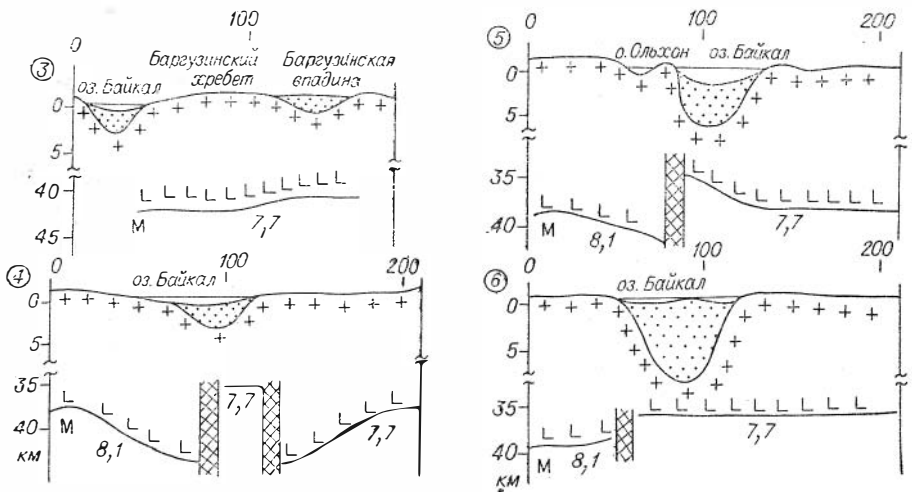 3
100
Баргузинский хребет
Баргузинская впадина
оз. Байкал
0
5
40
45
М
7,7
4
0
100
200
оз. Байкал
0
5
35
40
км
М
8,1
7,7
7,7
5
0
100
200
о. Ольхон
оз. Байкал
0
5
35
40
М
8,1
7,7
6
0
100
200
оз. Байкал
0
5
35
40
км
М
8,1
7,7